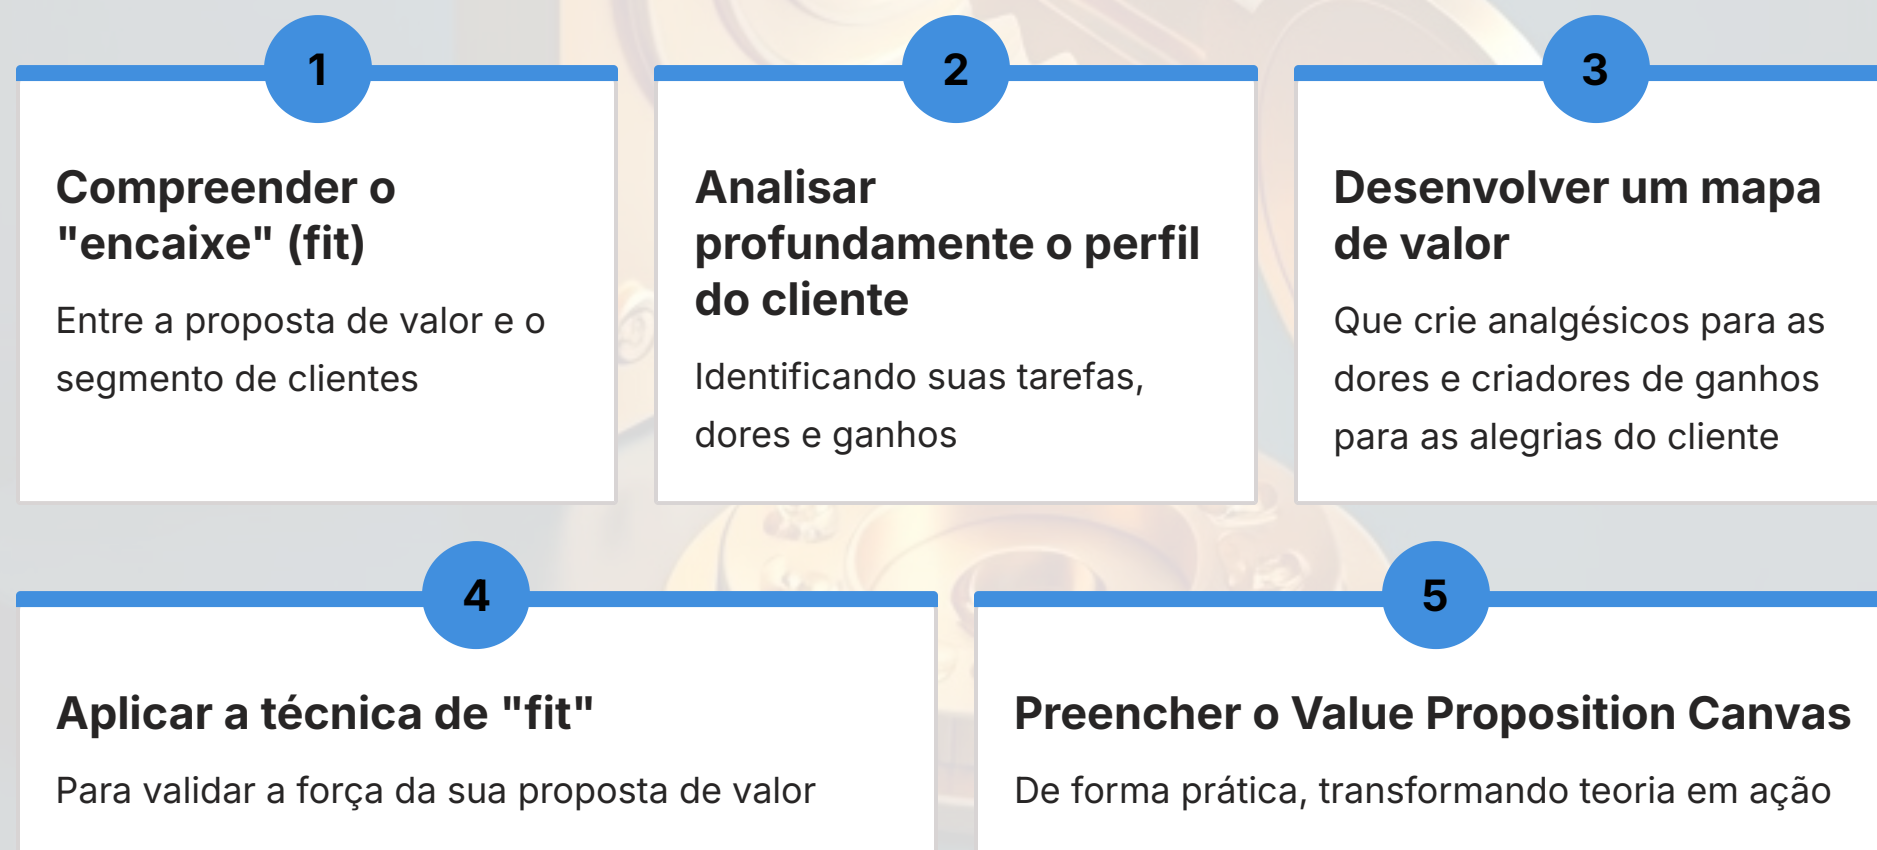 1
Compreender o
"encaixe" (fit)
Entre a proposta de valor e o
segmento de clientes
2
Analisar
profundamente o perfil
do cliente
Identificando suas tarefas,
dores e ganhos
3
Desenvolver um mapa
de valor
Que crie analgésicos para as
dores e criadores de ganhos
para as alegrias do cliente
4
Aplicar a técnica de "fit"
Para validar a força da sua proposta de valor
5
Preencher o Value Proposition Canvas
De forma prática, transformando teoria em ação